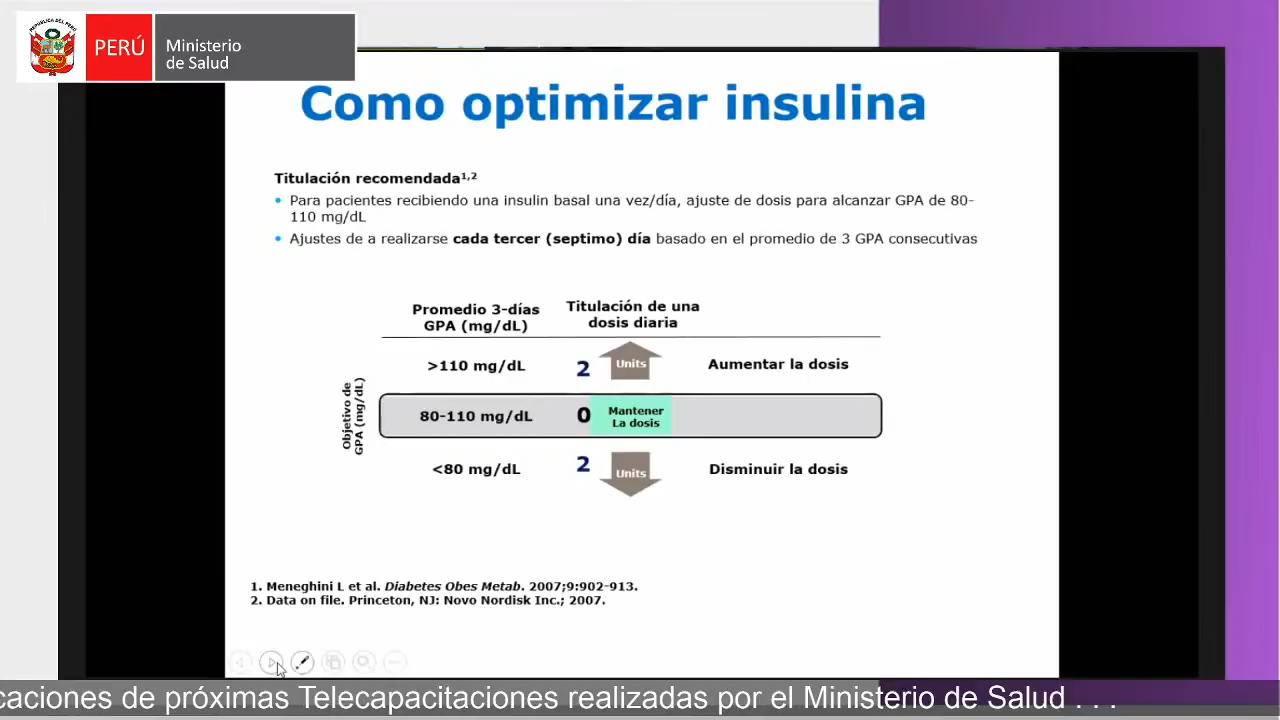 REPUBLICA DEL PERU
PERÚ
Ministerio
de Salud
Como optimizar insulina
Titulación recomendada1,2
• Para pacientes recibiendo una insulin basal una vez/día, ajuste de dosis para alcanzar GPA de 80-
110 mg/dL
• Ajustes de a realizarse cada tercer (septimo) día basado en el promedio de 3 GPA consecutivas
Promedio 3-días
GPA (mg/dL)
Titulación de una
dosis diaria
>110 mg/dL 2 Units Aumentar la dosis
Objetivo de
GPA (mg/dL)
80-110 mg/dL 0 Mantener
La dosis
<80 mg/dL 2 Units Disminuir la dosis
1. Meneghini L et al. Diabetes Obes Metab. 2007;9:902-913.
2. Data on file. Princeton, NJ: Novo Nordisk Inc.; 2007.
caciones de próximas Telecapacitaciones realizadas por el Ministerio de Salud . . .